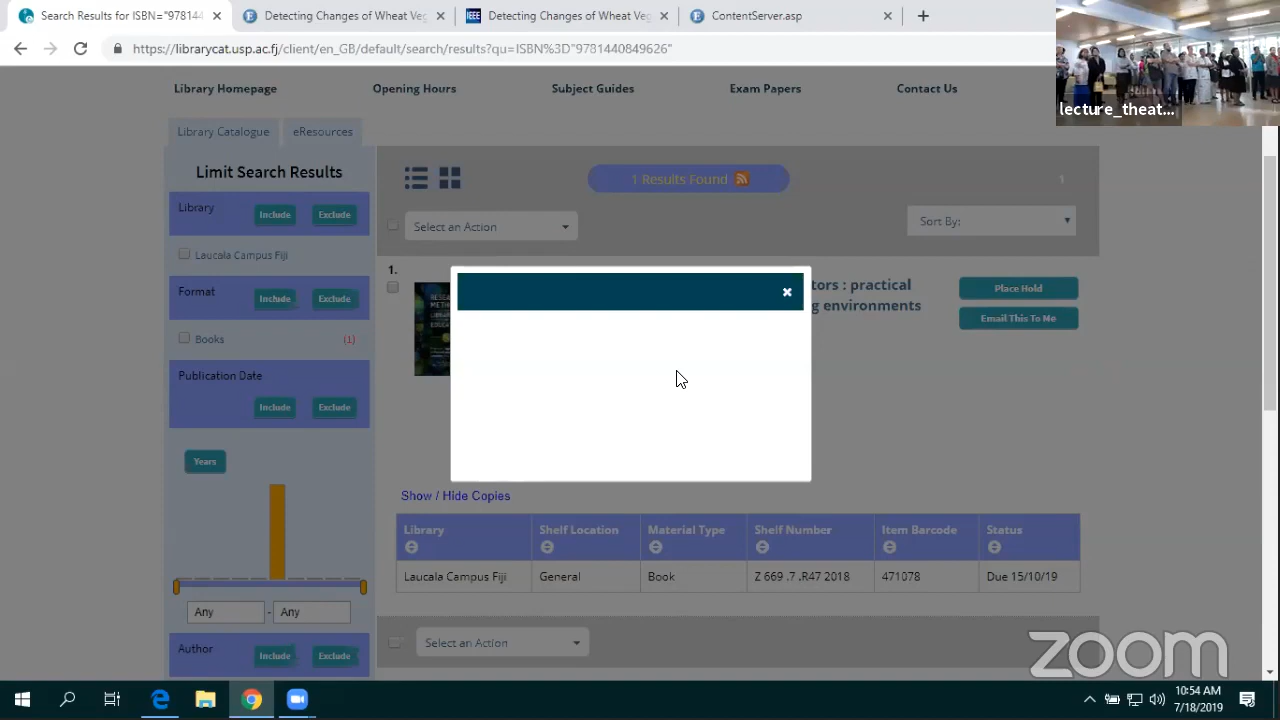 Search Results for ISBN="97814
Detecting Changes of Wheat Veg
Detecting Changes of Wheat Veg
ContentServer.asp
https://librarycat.usp.ac.fj/client/en_GB/default/search/results?qu=ISBN%3D"9781440849626"
lecture_theat...
Library Homepage
Opening Hours
Subject Guides
Exam Papers
Contact Us
Library Catalogue
eResources
Limit Search Results
1 Results Found
1
Library
Include
Exclude
Select an Action
Sort By:
Laucala Campus Fiji
Format
Include
Exclude
1.
tors : practical
g environments
Place Hold
Email This To Me
Books
(1)
Publication Date
Include
Exclude
Years
Any - Any
Author
Include
Exclude
Show / Hide Copies
Library
Shelf Location
Material Type
Shelf Number
Item Barcode
Status
Laucala Campus Fiji
General
Book
Z 669 .7 .R47 2018
471078
Due 15/10/19
Select an Action
zoom
10:54 AM
7/18/2019